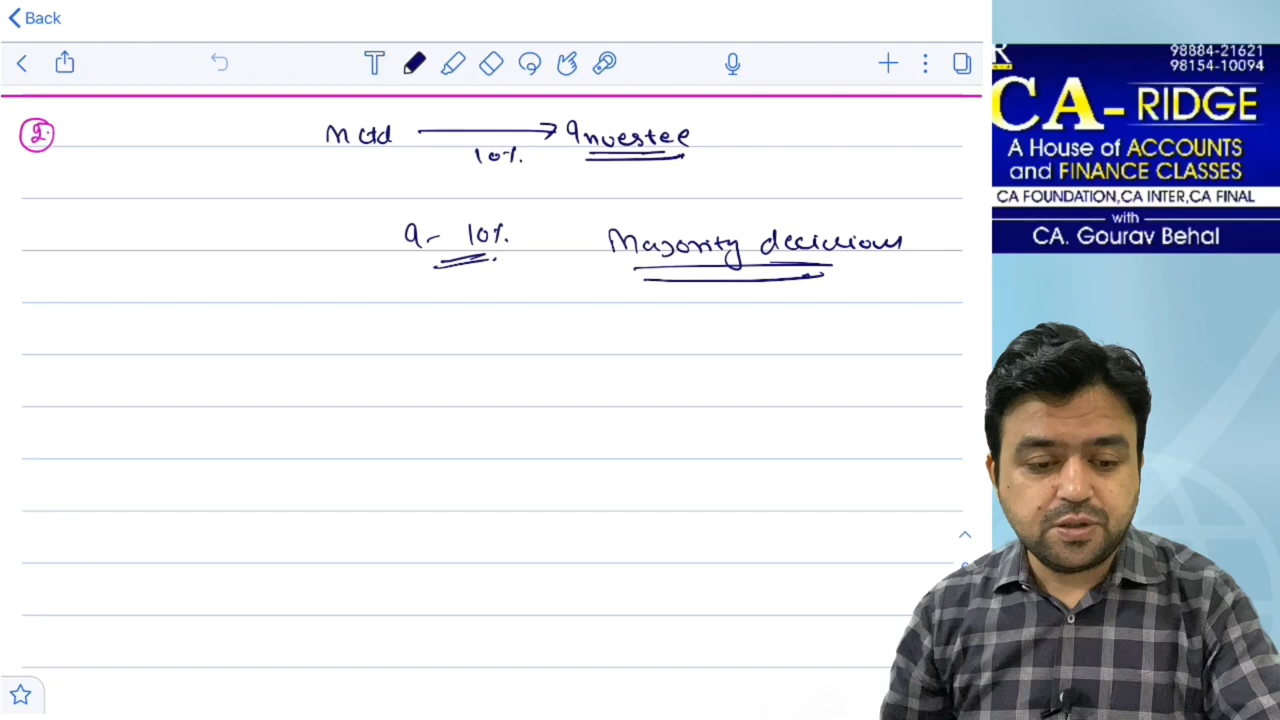 Back
98884-21621
98154-10094
R
CA- RIDGE
A House of ACCOUNTS
and FINANCE CLASSES
CA FOUNDATION,CA INTER,CA FINAL
with
CA. Gourav Behal
T
2.
M Ltd → Investee
10%
10%
Majority decisions